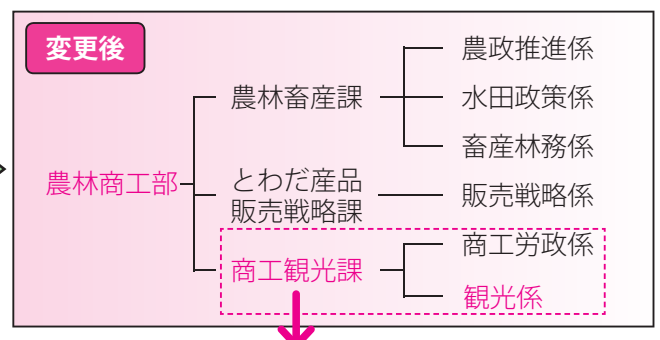 変更後
農林商工部
農林畜産課
農政推進係
水田政策係
畜産林務係
とわだ産品
販売戦略課
販売戦略係
商工観光課
商工労政係
観光係